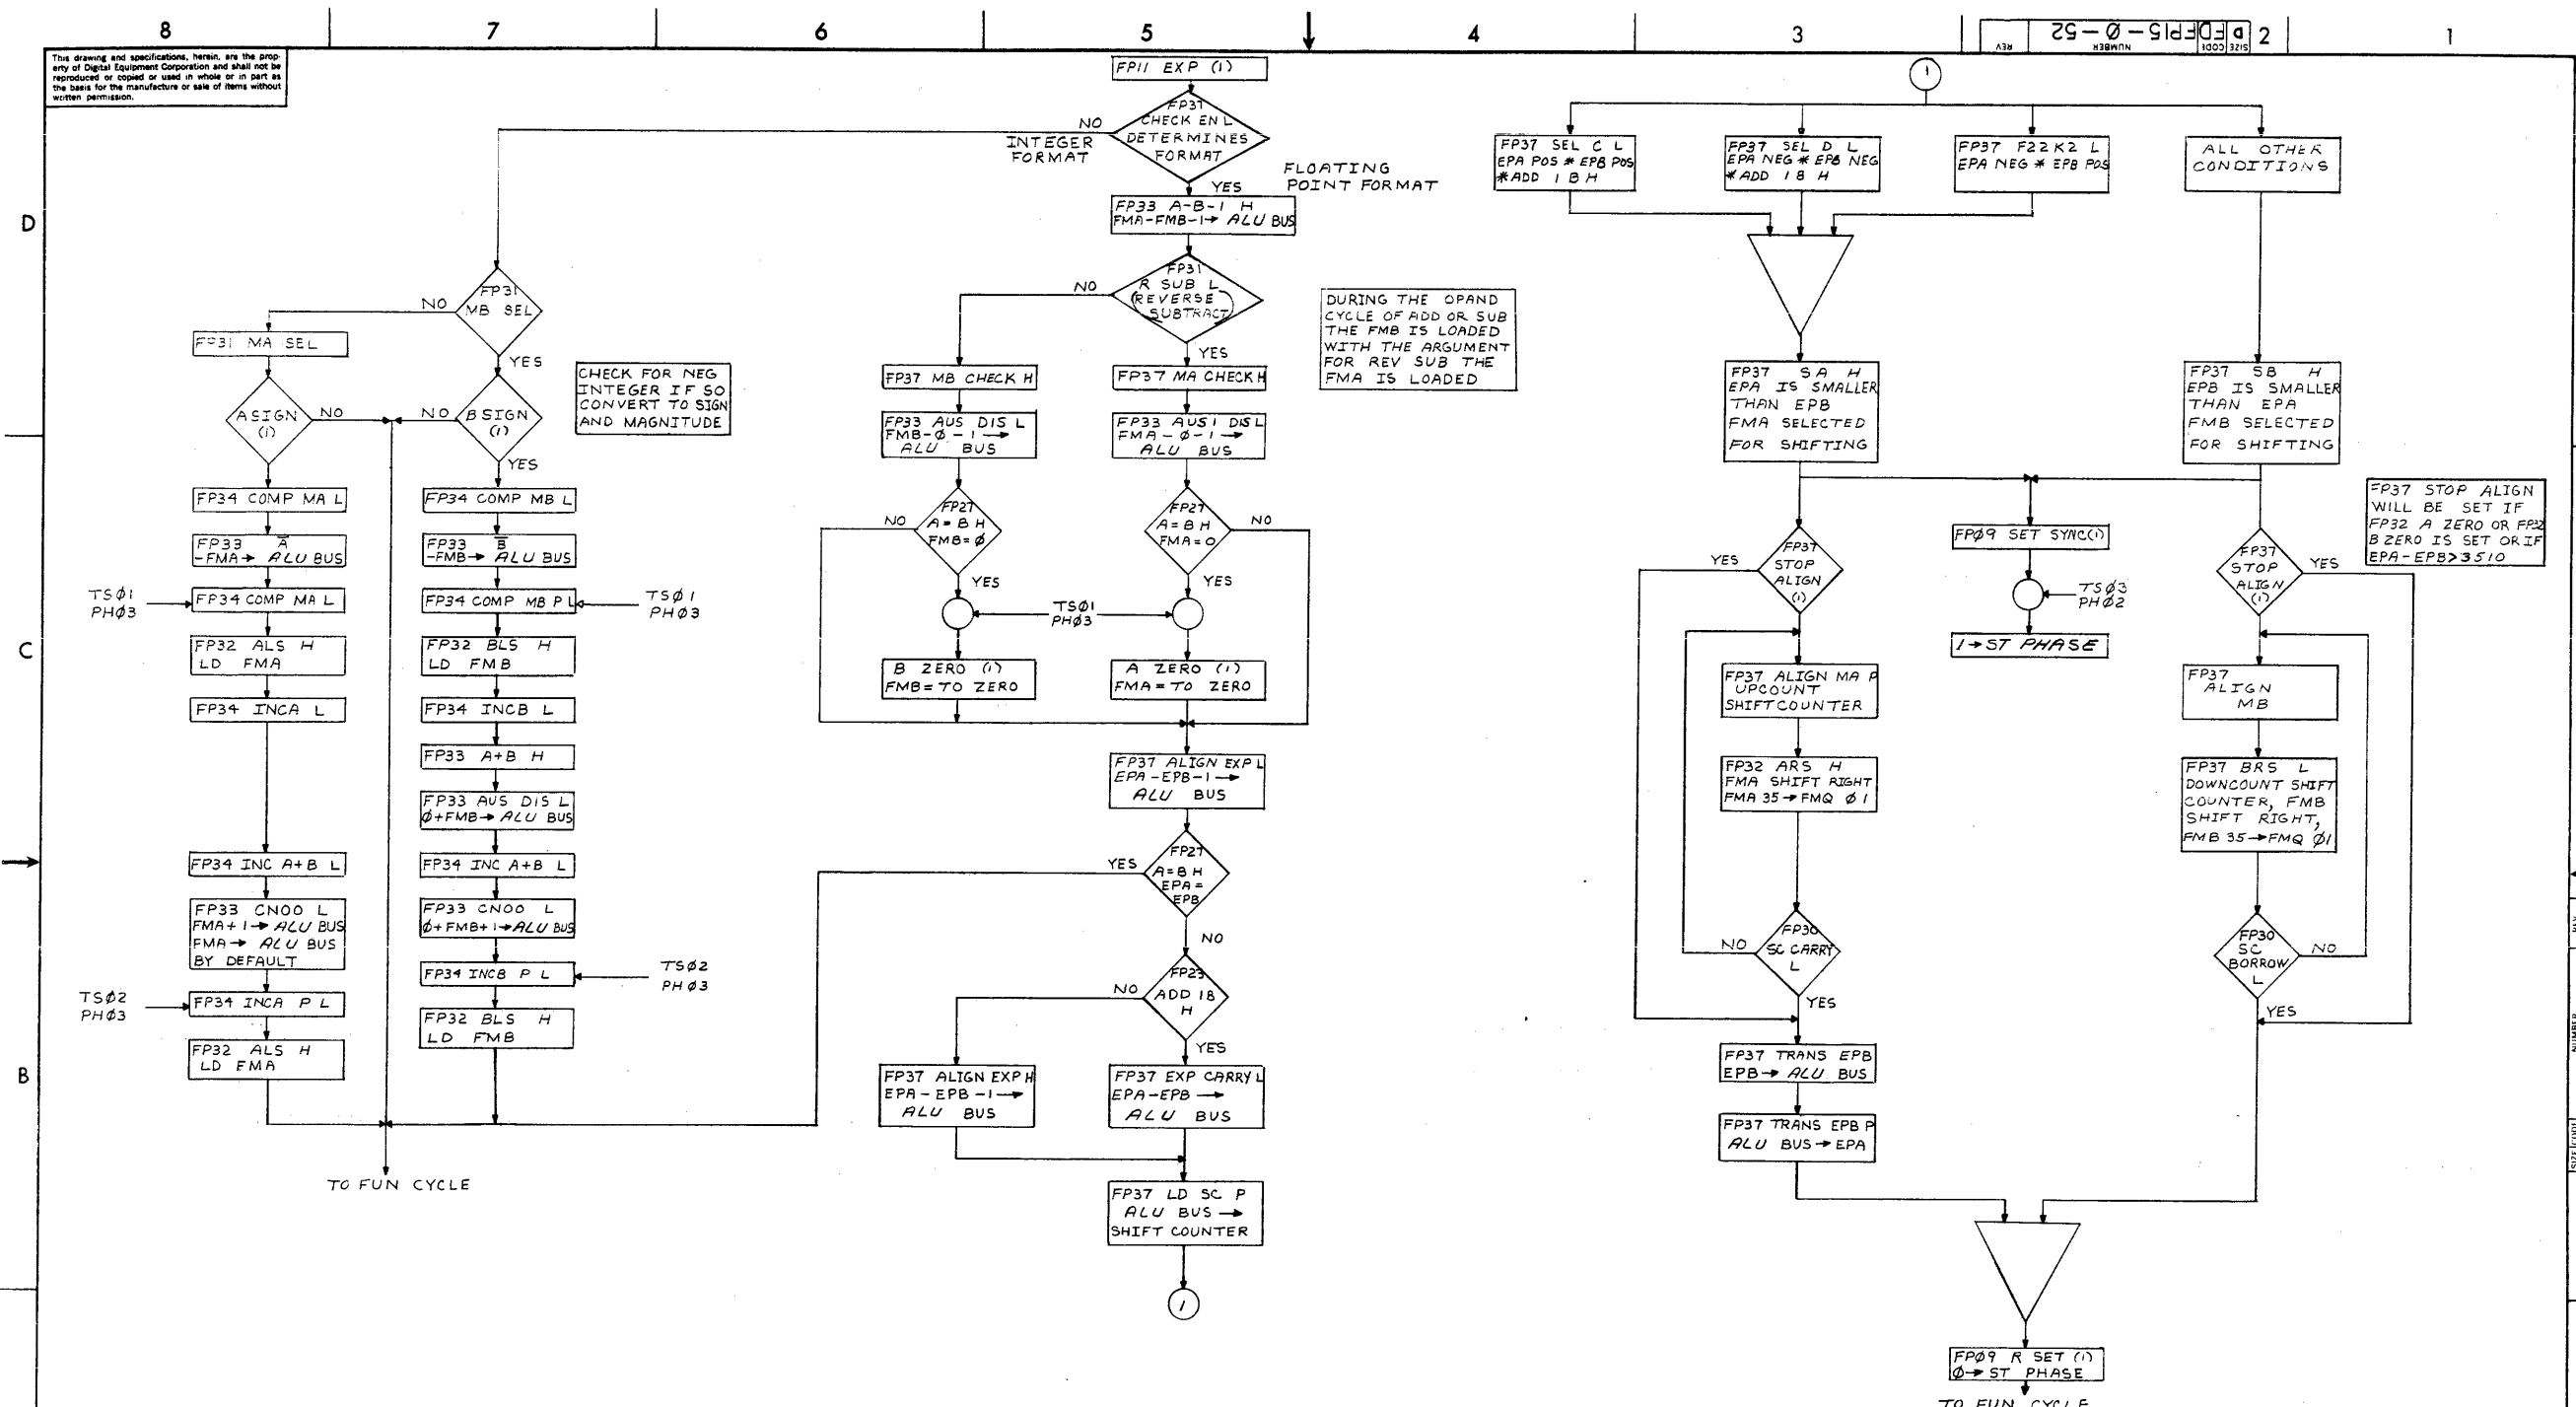 8
7
6
5
4
3
2
1
SIZE CODE NUMBER REV
D FD FP15-Ø-52
This drawing and specifications, herein, are the prop-
erty of Digital Equipment Corporation and shall not be
reproduced or copied or used in whole or in part as
the basis for the manufacture or sale of items without
written permission.
D
C
B
FP11 EXP (1)
FP37
CHECK EN L
DETERMINES
FORMAT
NO
INTEGER
FORMAT
YES
FLOATING
POINT FORMAT
FP33 A-B-1 H
FMA-FMB-1→ ALU BUS
FP31
R SUB L
(REVERSE
SUBTRACT)
NO
YES
DURING THE OPAND
CYCLE OF ADD OR SUB
THE FMB IS LOADED
WITH THE ARGUMENT
FOR REV SUB THE
FMA IS LOADED
FP31
MB SEL
NO
YES
FP31 MA SEL
CHECK FOR NEG
INTEGER IF SO
CONVERT TO SIGN
AND MAGNITUDE
A SIGN
(1)
NO
NO
B SIGN
(1)
YES
FP34 COMP MA L
FP33 A̅
-FMA→ ALU BUS
TSØ1
PHØ3
FP34 COMP MA L
FP32 ALS H
LD FMA
FP34 INCA L
FP34 INC A+B L
FP33 CNOO L
FMA+1→ALU BUS
FMA→ ALU BUS
BY DEFAULT
TSØ2
PHØ3
FP34 INCA P L
FP32 ALS H
LD FMA
FP34 COMP MB L
FP33 B̅
-FMB→ ALU BUS
FP34 COMP MB P L
TSØ1
PHØ3
FP32 BLS H
LD FMB
FP34 INCB L
FP33 A+B H
FP33 AUS DIS L
Ø+FMB→ ALU BUS
FP34 INC A+B L
FP33 CNOO L
Ø+FMB+1→ALU BUS
FP34 INCB P L
TSØ2
PHØ3
FP32 BLS H
LD FMB
TO FUN CYCLE
FP37 MB CHECK H
FP33 AUS DIS L
FMB-Ø-1→
ALU BUS
FP27
A=B H
FMB=Ø
NO
YES
B ZERO (1)
FMB=TO ZERO
TSØ1
PHØ3
FP37 MA CHECK H
FP33 AUS1 DIS L
FMA-Ø-1→
ALU BUS
FP27
A=B H
FMA=0
NO
YES
A ZERO (1)
FMA=TO ZERO
FP37 ALIGN EXP L
EPA-EPB-1→
ALU BUS
FP27
A=B H
EPA=
EPB
YES
NO
FP23
ADD 18
H
NO
YES
FP37 ALIGN EXP H
EPA-EPB-1→
ALU BUS
FP37 EXP CARRY L
EPA-EPB→
ALU BUS
FP37 LD SC P
ALU BUS→
SHIFT COUNTER
1
1
FP37 SEL C L
EPA POS * EPB POS
*ADD 18 H
FP37 SEL D L
EPA NEG * EPB NEG
*ADD 18 H
FP37 F22K2 L
EPA NEG * EPB POS
ALL OTHER
CONDITIONS
FP37 SA H
EPA IS SMALLER
THAN EPB
FMA SELECTED
FOR SHIFTING
FP37 SB H
EPB IS SMALLER
THAN EPA
FMB SELECTED
FOR SHIFTING
FP37 STOP ALIGN
WILL BE SET IF
FP32 A ZERO OR FP32
B ZERO IS SET OR IF
EPA-EPB>3510
FPØ9 SET SYNC(1)
TSØ3
PHØ2
1→ST PHASE
FP37
STOP
ALIGN
(1)
YES
FP37 ALIGN MA P
UPCOUNT
SHIFTCOUNTER
FP32 ARS H
FMA SHIFT RIGHT
FMA 35→FMQ Ø1
FP30
SC CARRY
L
NO
YES
FP37 TRANS EPB
EPB→ ALU BUS
FP37 TRANS EPB P
ALU BUS→EPA
FP37
STOP
ALIGN
(1)
YES
FP37
ALIGN
MB
FP37 BRS L
DOWNCOUNT SHIFT
COUNTER, FMB
SHIFT RIGHT,
FMB 35→FMQ Ø1
FP30
SC
BORROW
L
NO
YES
FPØ9 R SET (1)
Ø→ST PHASE
TO FUN CYCLE
NUMBER
SIZE CODE